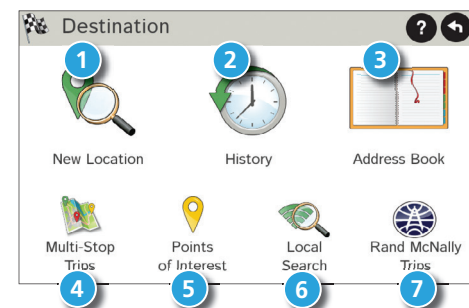 Destination
?
1
2
3
New Location
History
Address Book
Multi-Stop
Trips
Points
of Interest
Local
Search
Rand McNally
Trips
4
5
6
7